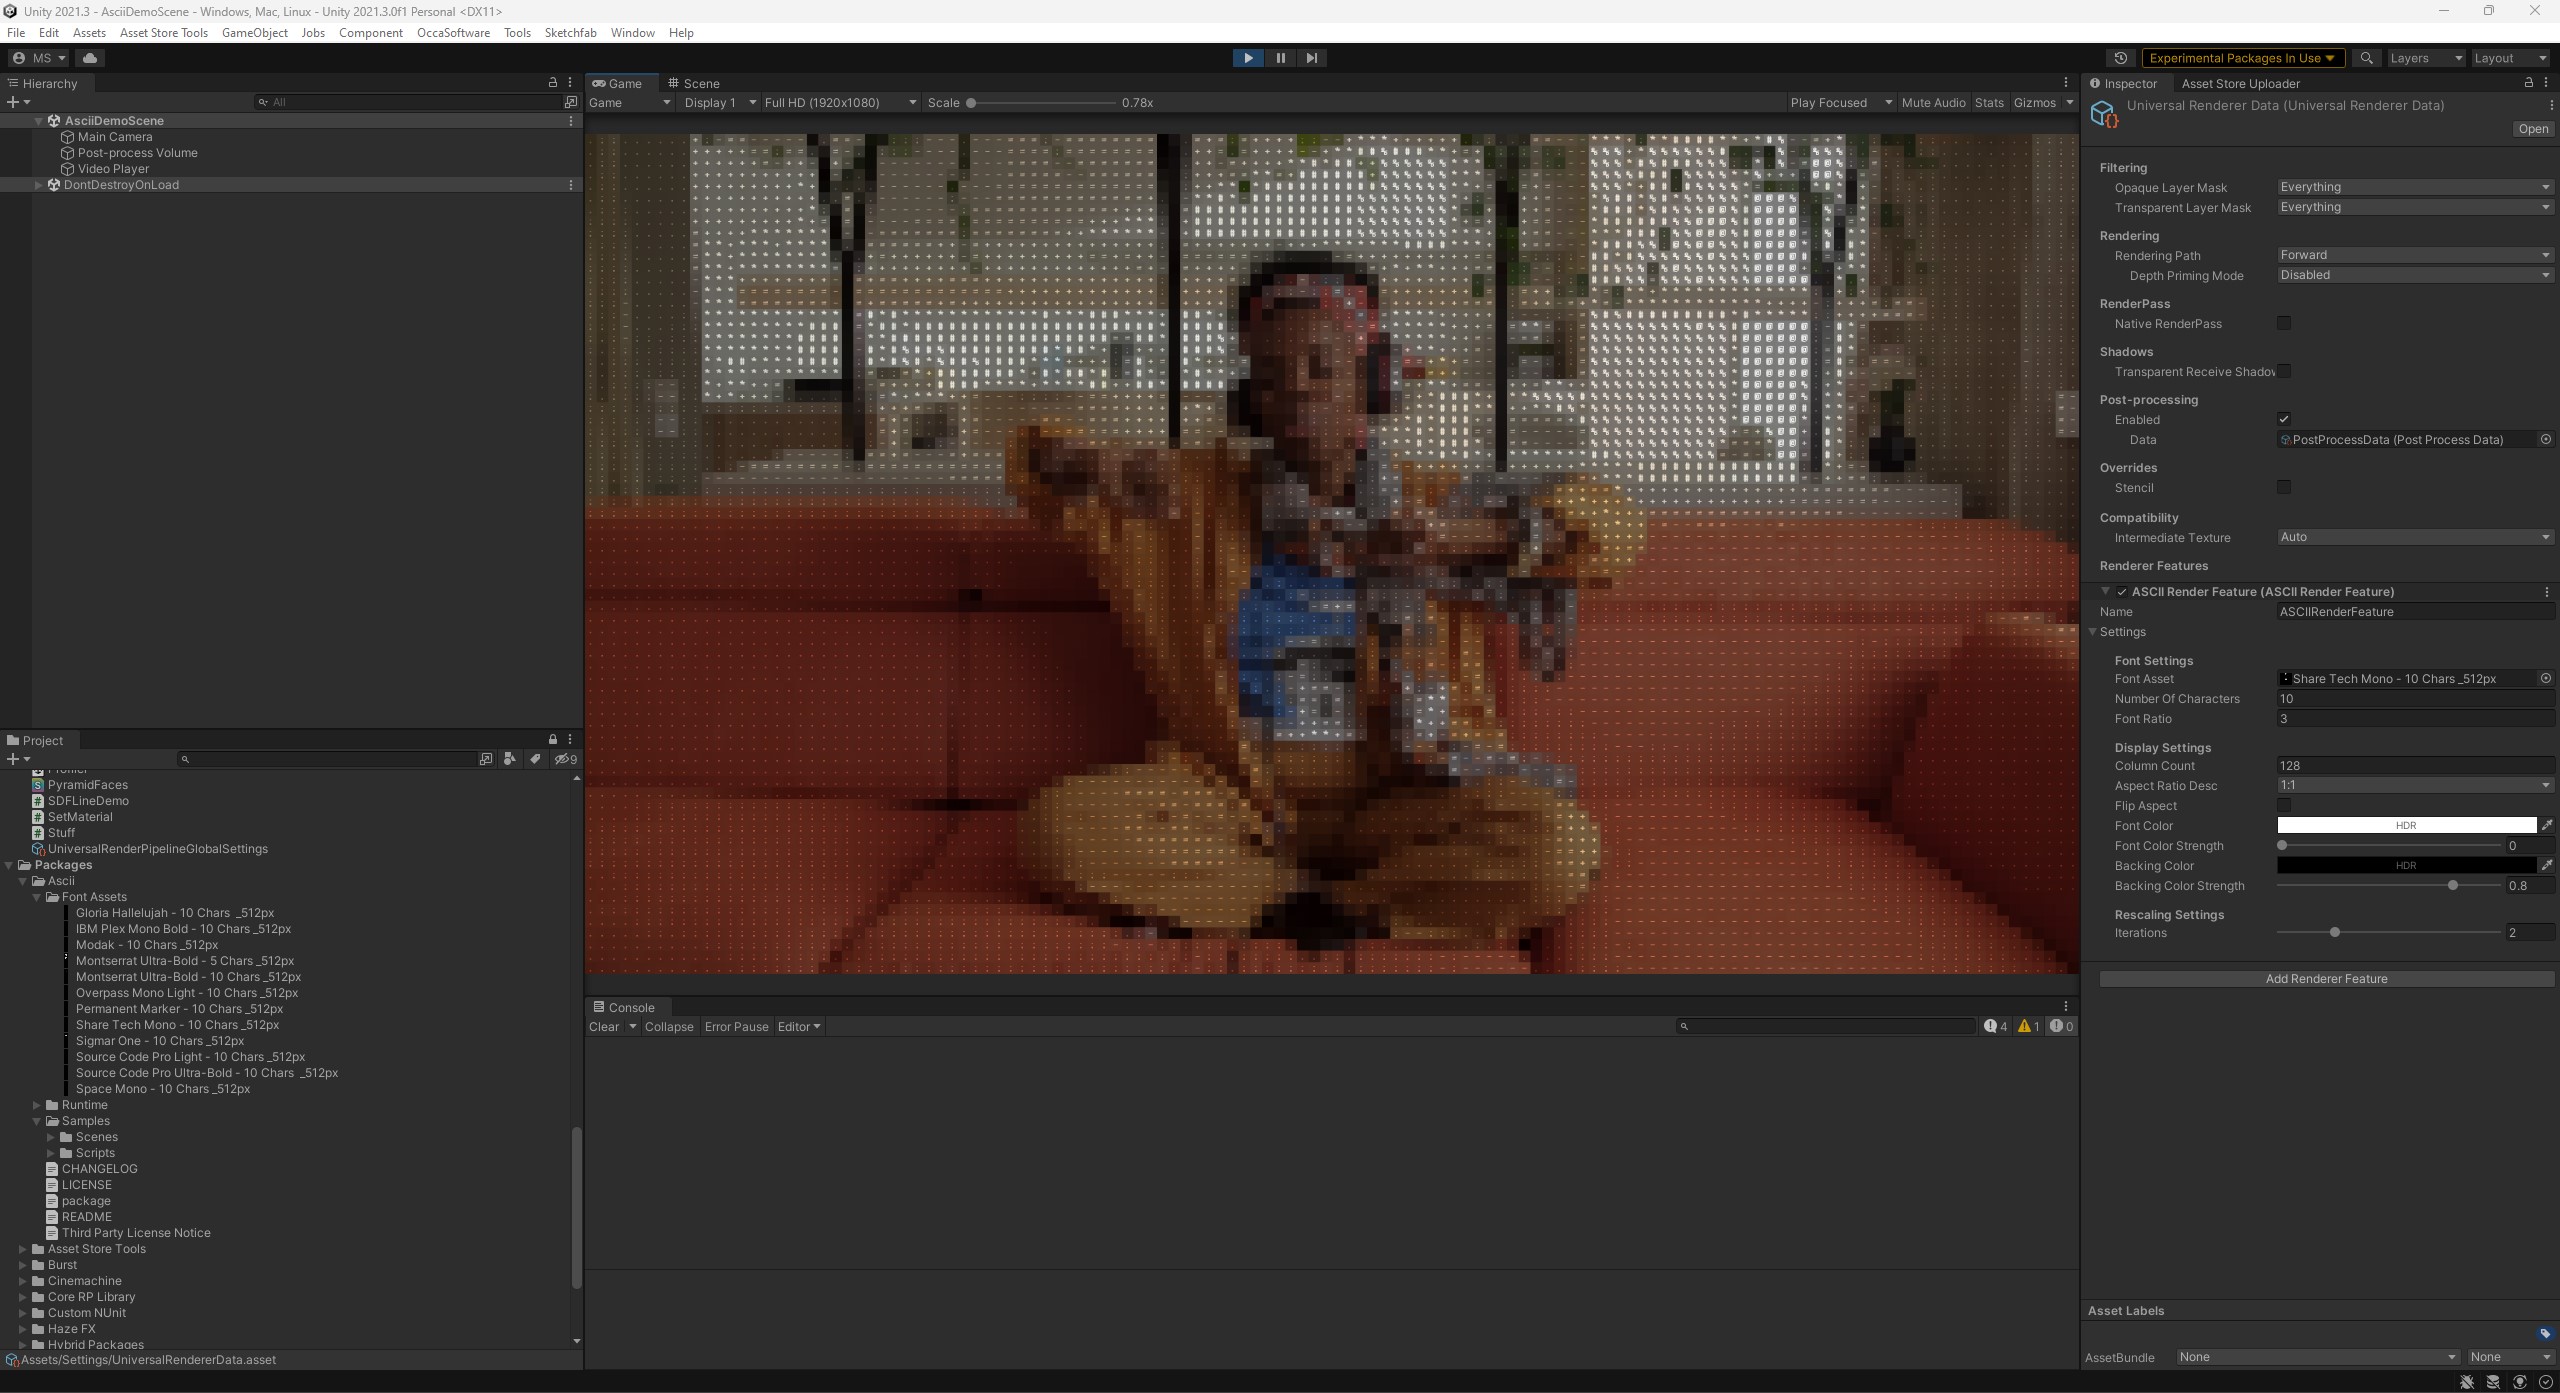 Unity 2021.3 - AsciiDemoScene - Windows, Mac, Linux - Unity 2021.3.0f1 Personal <DX11>
File Edit Assets Asset Store Tools GameObject Jobs Component OccaSoftware Tools Sketchfab Window Help
MS Experimental Packages In Use Layers Layout
Hierarchy
All
AsciiDemoScene
Main Camera
Post-process Volume
Video Player
DontDestroyOnLoad
Game Scene
Game Display 1 Full HD (1920x1080) Scale 0.78x Play Focused Mute Audio Stats Gizmos
Project
9
Profiler
PyramidFaces
SDFLineDemo
SetMaterial
Stuff
UniversalRenderPipelineGlobalSettings
Packages
Ascii
Font Assets
Gloria Hallelujah - 10 Chars _512px
IBM Plex Mono Bold - 10 Chars _512px
Modak - 10 Chars _512px
Montserrat Ultra-Bold - 5 Chars _512px
Montserrat Ultra-Bold - 10 Chars _512px
Overpass Mono Light - 10 Chars _512px
Permanent Marker - 10 Chars _512px
Share Tech Mono - 10 Chars _512px
Sigmar One - 10 Chars _512px
Source Code Pro Light - 10 Chars _512px
Source Code Pro Ultra-Bold - 10 Chars _512px
Space Mono - 10 Chars _512px
Runtime
Samples
Scenes
Scripts
CHANGELOG
LICENSE
package
README
Third Party License Notice
Asset Store Tools
Burst
Cinemachine
Core RP Library
Custom NUnit
Haze FX
Hybrid Packages
Assets/Settings/UniversalRendererData.asset
Console
Clear Collapse Error Pause Editor 4 1 0
Inspector Asset Store Uploader
Universal Renderer Data (Universal Renderer Data)
Open
Filtering
Opaque Layer Mask Everything
Transparent Layer Mask Everything
Rendering
Rendering Path Forward
Depth Priming Mode Disabled
RenderPass
Native RenderPass
Shadows
Transparent Receive Shadov
Post-processing
Enabled
Data PostProcessData (Post Process Data)
Overrides
Stencil
Compatibility
Intermediate Texture Auto
Renderer Features
ASCII Render Feature (ASCII Render Feature)
Name ASCIIRenderFeature
Settings
Font Settings
Font Asset Share Tech Mono - 10 Chars _512px
Number Of Characters 10
Font Ratio 3
Display Settings
Column Count 128
Aspect Ratio Desc 1:1
Flip Aspect
Font Color HDR
Font Color Strength 0
Backing Color HDR
Backing Color Strength 0.8
Rescaling Settings
Iterations 2
Add Renderer Feature
Asset Labels
AssetBundle None None